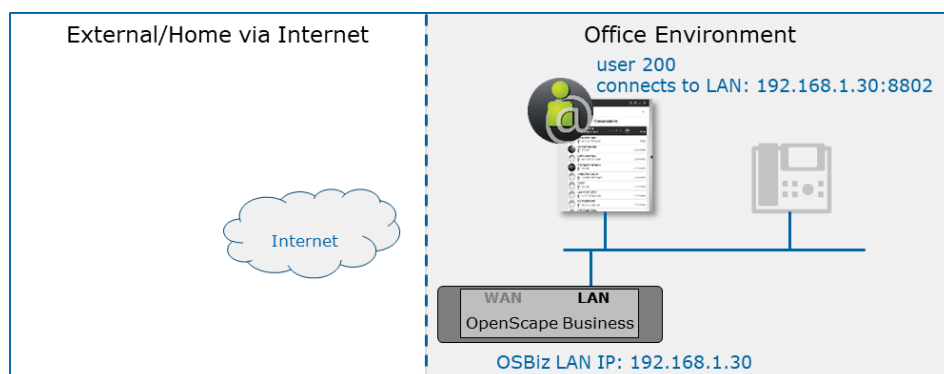 External/Home via Internet
Office Environment
user 200
connects to LAN: 192.168.1.30:8802
@
Internet
WAN
LAN
OpenScape Business
OSBiz LAN IP: 192.168.1.30